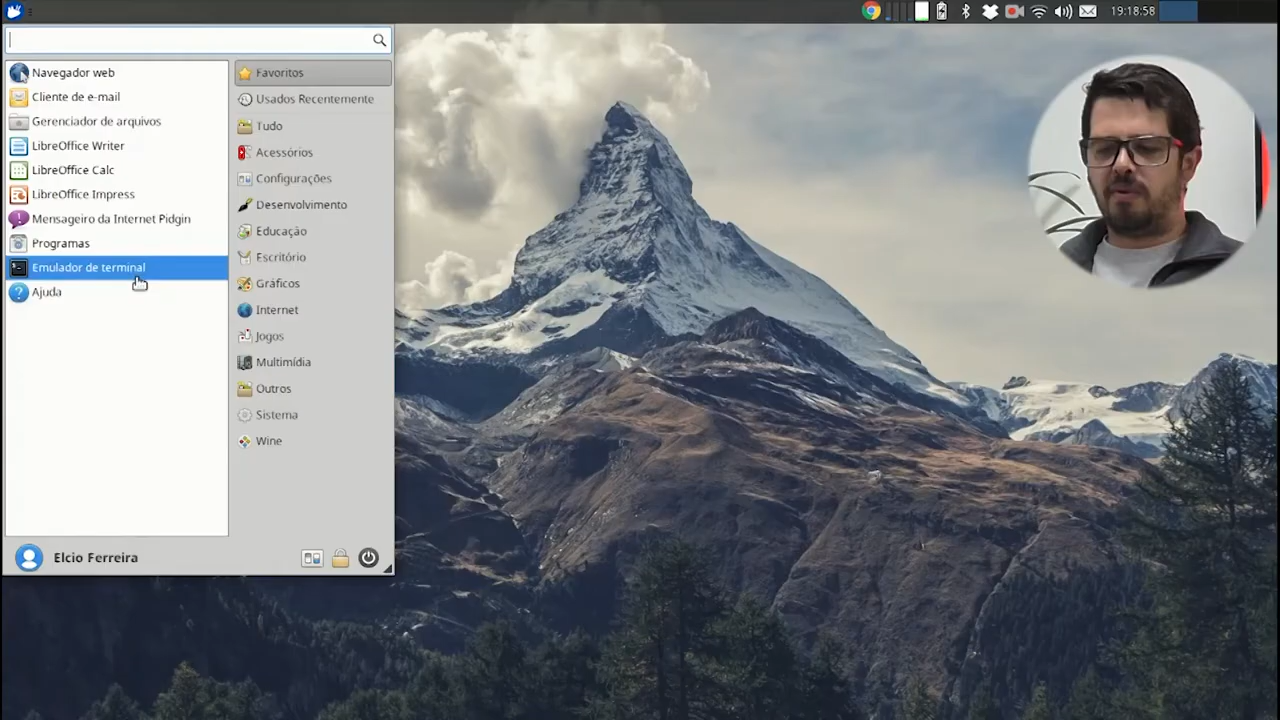 19:18:58
Navegador web
Cliente de e-mail
Gerenciador de arquivos
LibreOffice Writer
LibreOffice Calc
LibreOffice Impress
Mensageiro da Internet Pidgin
Programas
Emulador de terminal
Ajuda
Favoritos
Usados Recentemente
Tudo
Acessórios
Configurações
Desenvolvimento
Educação
Escritório
Gráficos
Internet
Jogos
Multimídia
Outros
Sistema
Wine
Elcio Ferreira